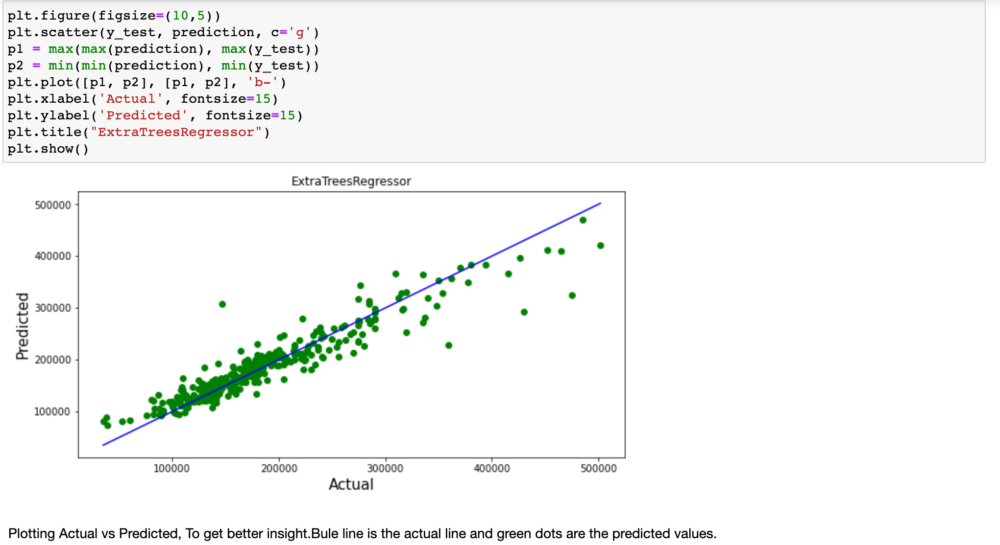 plt.figure(figsize=(10,5))
plt.scatter(y_test, prediction, c='g')
p1 = max(max(prediction), max(y_test))
p2 = min(min(prediction), min(y_test))
plt.plot([p1, p2], [p1, p2], 'b-')
plt.xlabel('Actual', fontsize=15)
plt.ylabel('Predicted', fontsize=15)
plt.title("ExtraTreesRegressor")
plt.show()
ExtraTreesRegressor
500000
400000
300000
200000
100000
Predicted
100000 200000 300000 400000 500000
Actual
Plotting Actual vs Predicted, To get better insight.Bule line is the actual line and green dots are the predicted values.